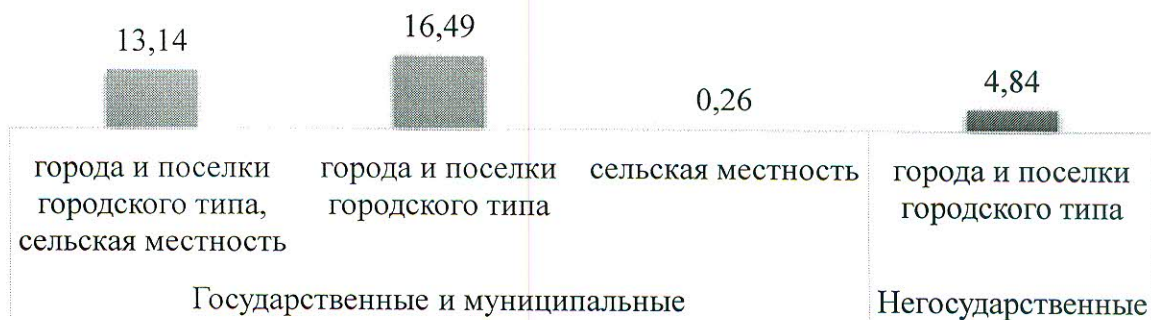 13,14
16,49
0,26
4,84
города и поселки
городского типа,
сельская местность
города и поселки
городского типа
сельская местность
города и поселки
городского типа
Государственные и муниципальные
Негосударственные